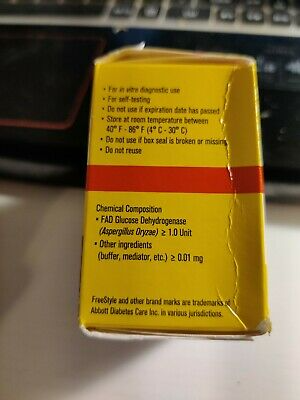 • For in vitro diagnostic use
• For self-testing
• Do not use if expiration date has passed
• Store at room temperature between
40° F - 86° F (4° C - 30° C)
• Do not use if box seal is broken or missing
• Do not reuse
Chemical Composition
• FAD Glucose Dehydrogenase
(Aspergillus Oryzae) ≥ 1.0 Unit
• Other ingredients
(buffer, mediator, etc.) ≥ 0.01 mg
FreeStyle and other brand marks are trademarks of
Abbott Diabetes Care Inc. in various jurisdictions.